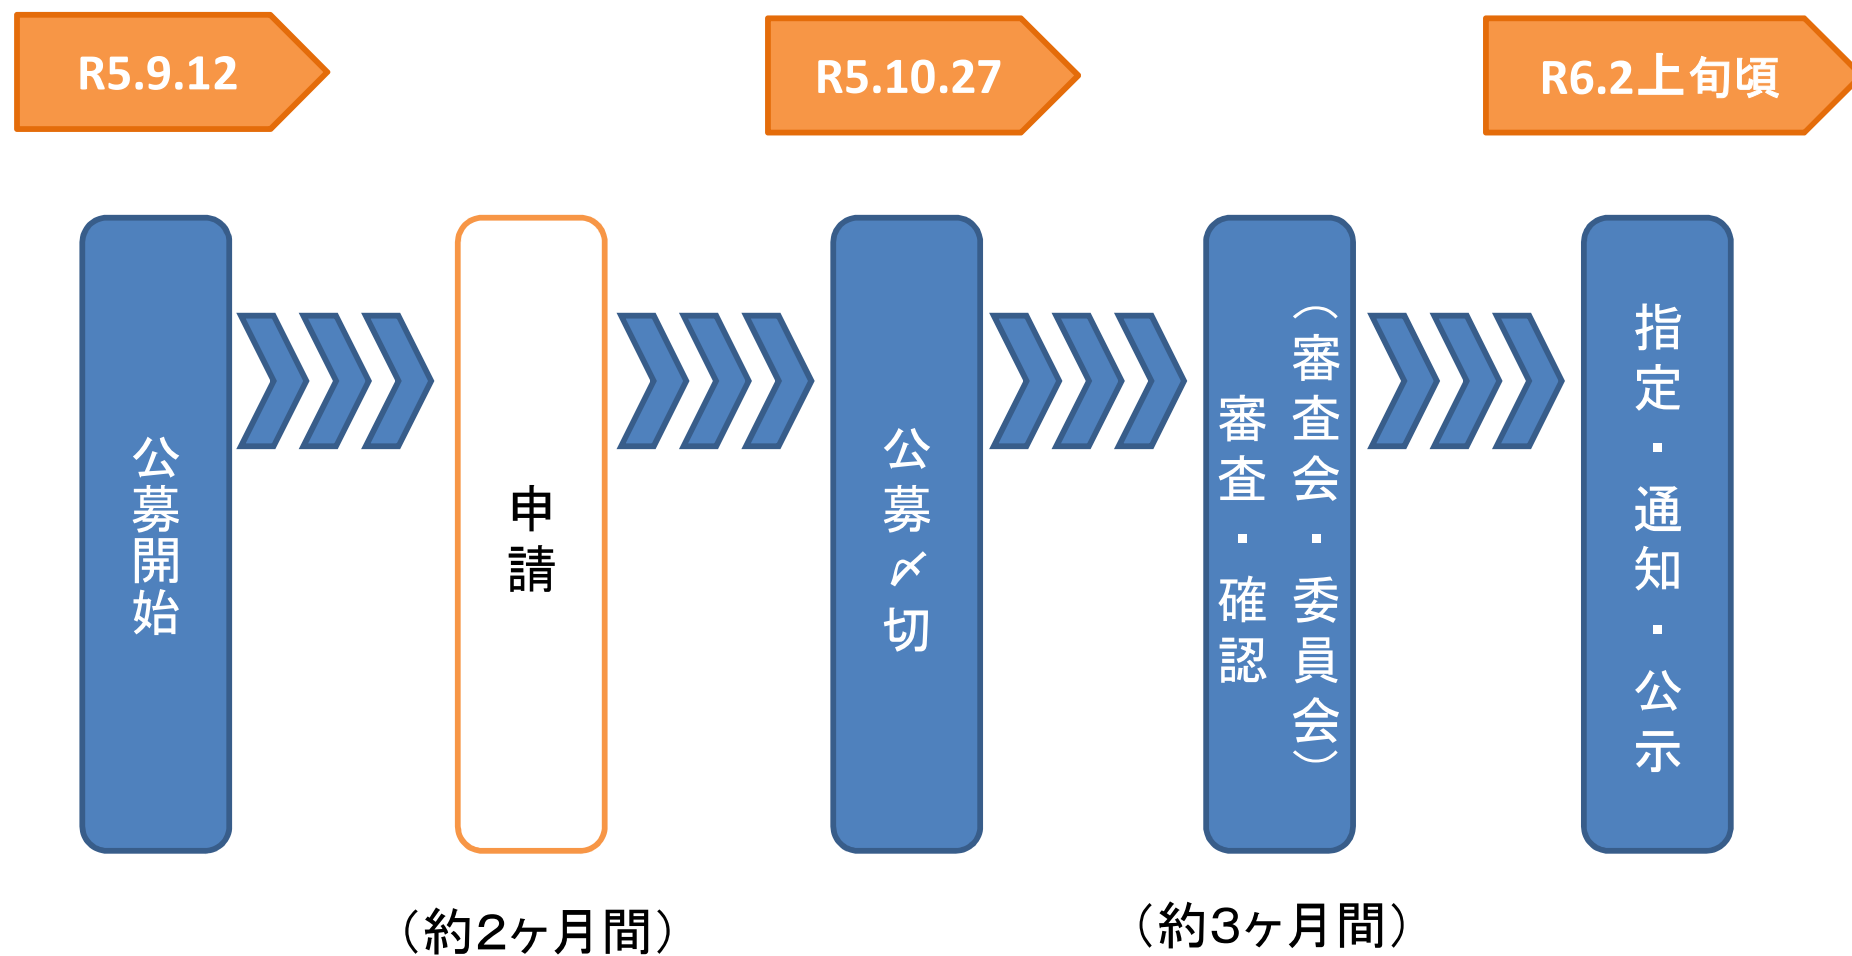 R5.9.12
R5.10.27
R6.2上旬頃
公募開始
申請
公募〆切
（審査会・委員会）
審査・確認
指定・通知・公示
（約2ヶ月間）
（約3ヶ月間）